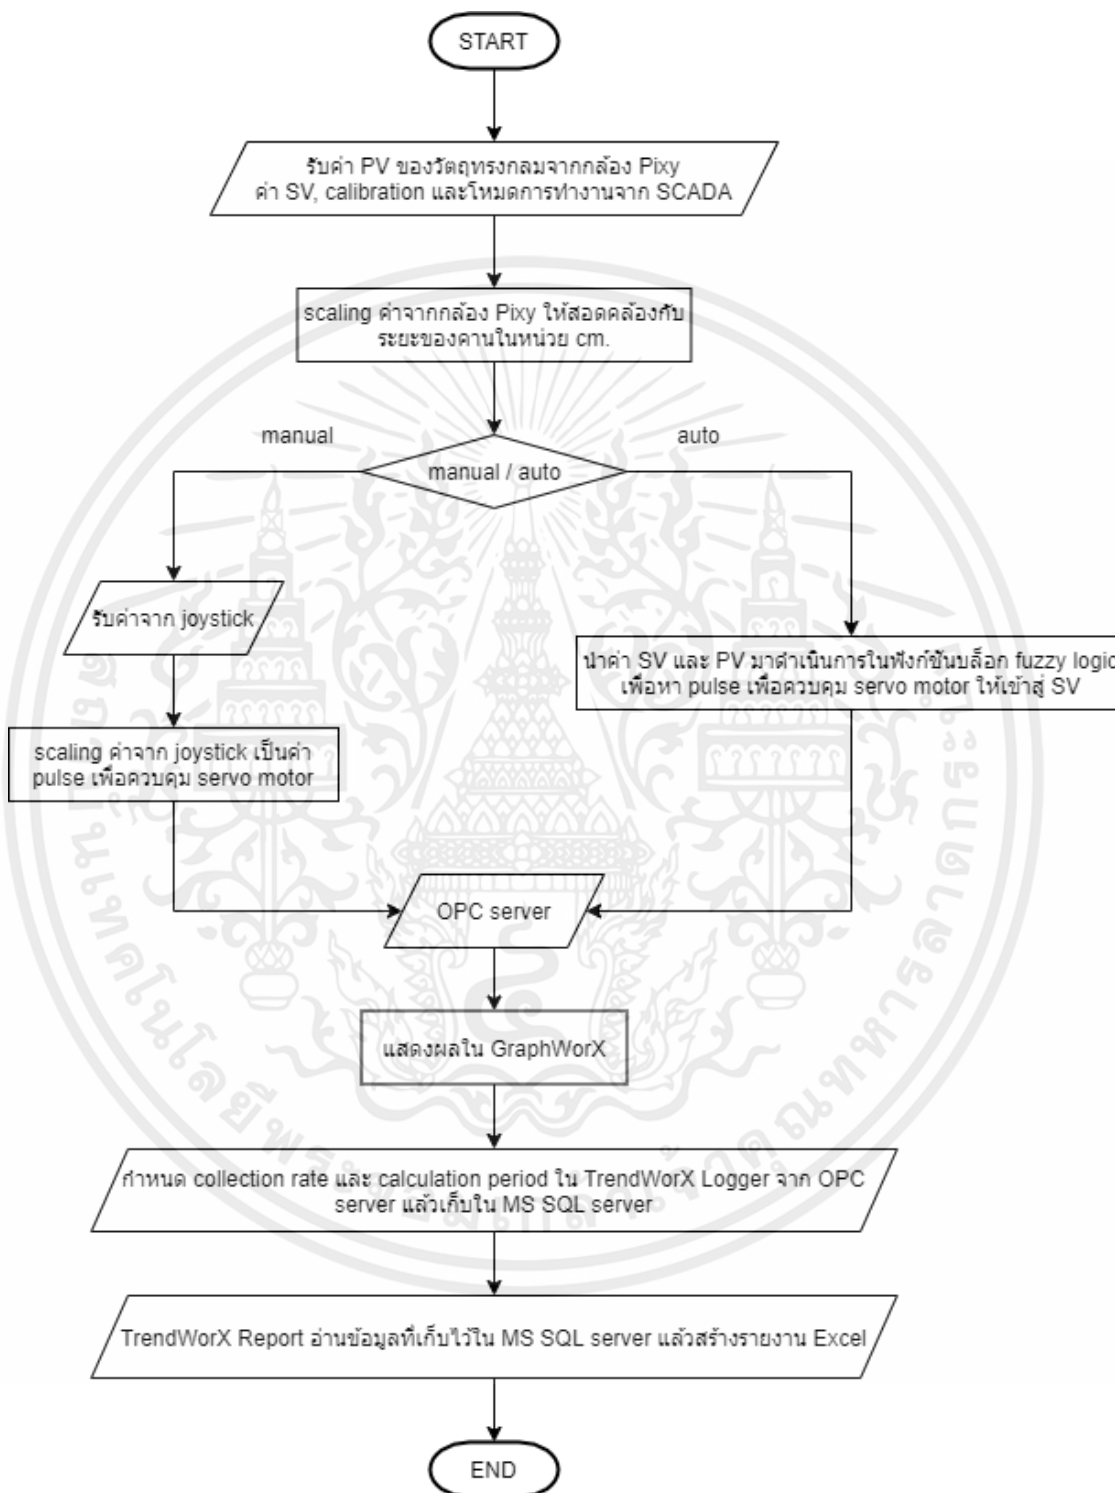 START
รับค่า PV ของวัตถุทรงกลมจากกล้อง Pixy
ค่า SV, calibration และโหมดการทำงานจาก SCADA
scaling ค่าจากกล้อง Pixy ให้สอดคล้องกับ
ระยะของคานในหน่วย cm.
manual
auto
manual / auto
รับค่าจาก joystick
นำค่า SV และ PV มาดำเนินการในฟังก์ชันบล็อก fuzzy logic
เพื่อหา pulse เพื่อควบคุม servo motor ให้เข้าสู่ SV
scaling ค่าจาก joystick เป็นค่า
pulse เพื่อควบคุม servo motor
OPC server
แสดงผลใน GraphWorX
กำหนด collection rate และ calculation period ใน TrendWorX Logger จาก OPC
server แล้วเก็บใน MS SQL server
TrendWorX Report อ่านข้อมูลที่เก็บไว้ใน MS SQL server แล้วสร้างรายงาน Excel
END